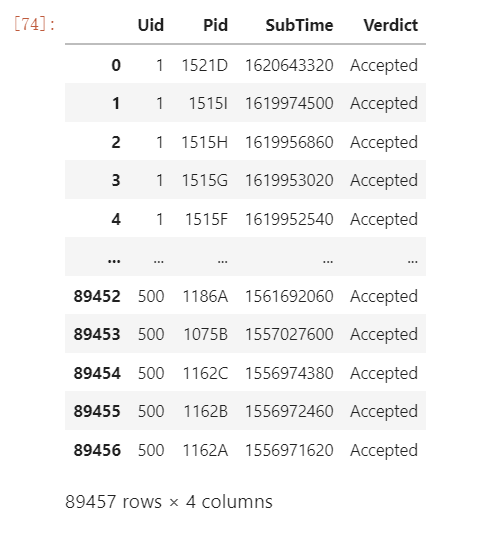 [74]:
Uid Pid SubTime Verdict
0 1 1521D 1620643320 Accepted
1 1 1515I 1619974500 Accepted
2 1 1515H 1619956860 Accepted
3 1 1515G 1619953020 Accepted
4 1 1515F 1619952540 Accepted
... ... ... ... ...
89452 500 1186A 1561692060 Accepted
89453 500 1075B 1557027600 Accepted
89454 500 1162C 1556974380 Accepted
89455 500 1162B 1556972460 Accepted
89456 500 1162A 1556971620 Accepted
89457 rows × 4 columns